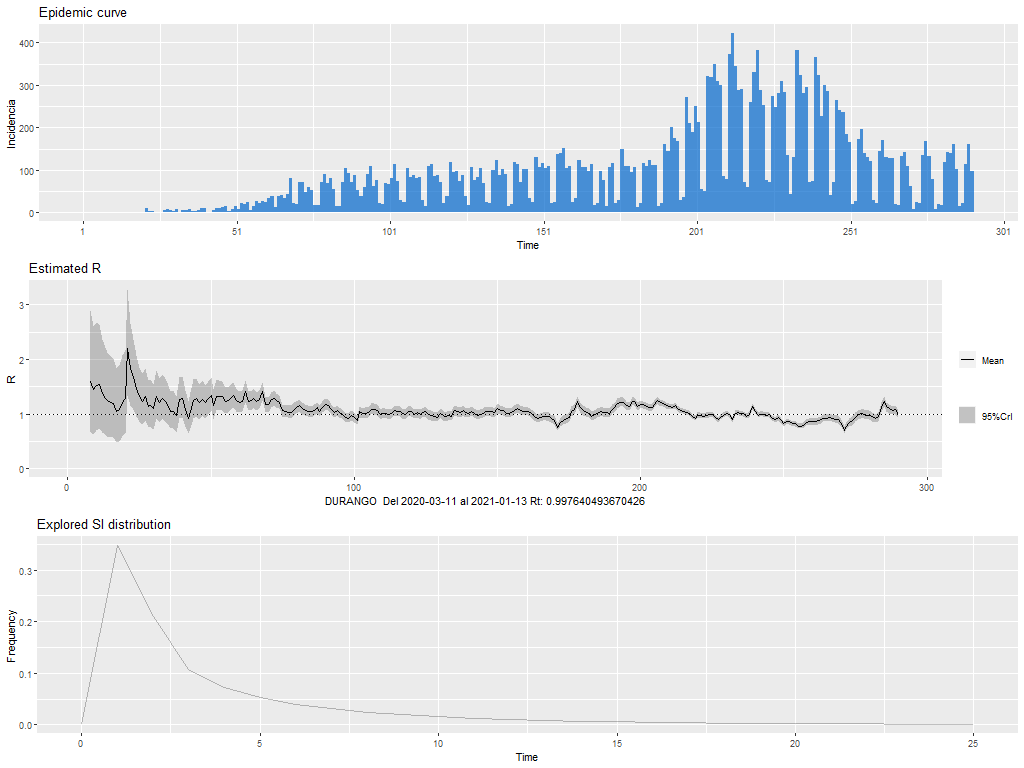 Epidemic curve
Incidencia
400
300
200
100
0
1
51
101
151
201
251
301
Time
Estimated R
R
3
2
1
0
0
100
200
300
Mean
95%CrI
DURANGO Del 2020-03-11 al 2021-01-13 Rt: 0.997640493670426
Explored SI distribution
Frequency
0.3
0.2
0.1
0.0
0
5
10
15
20
25
Time